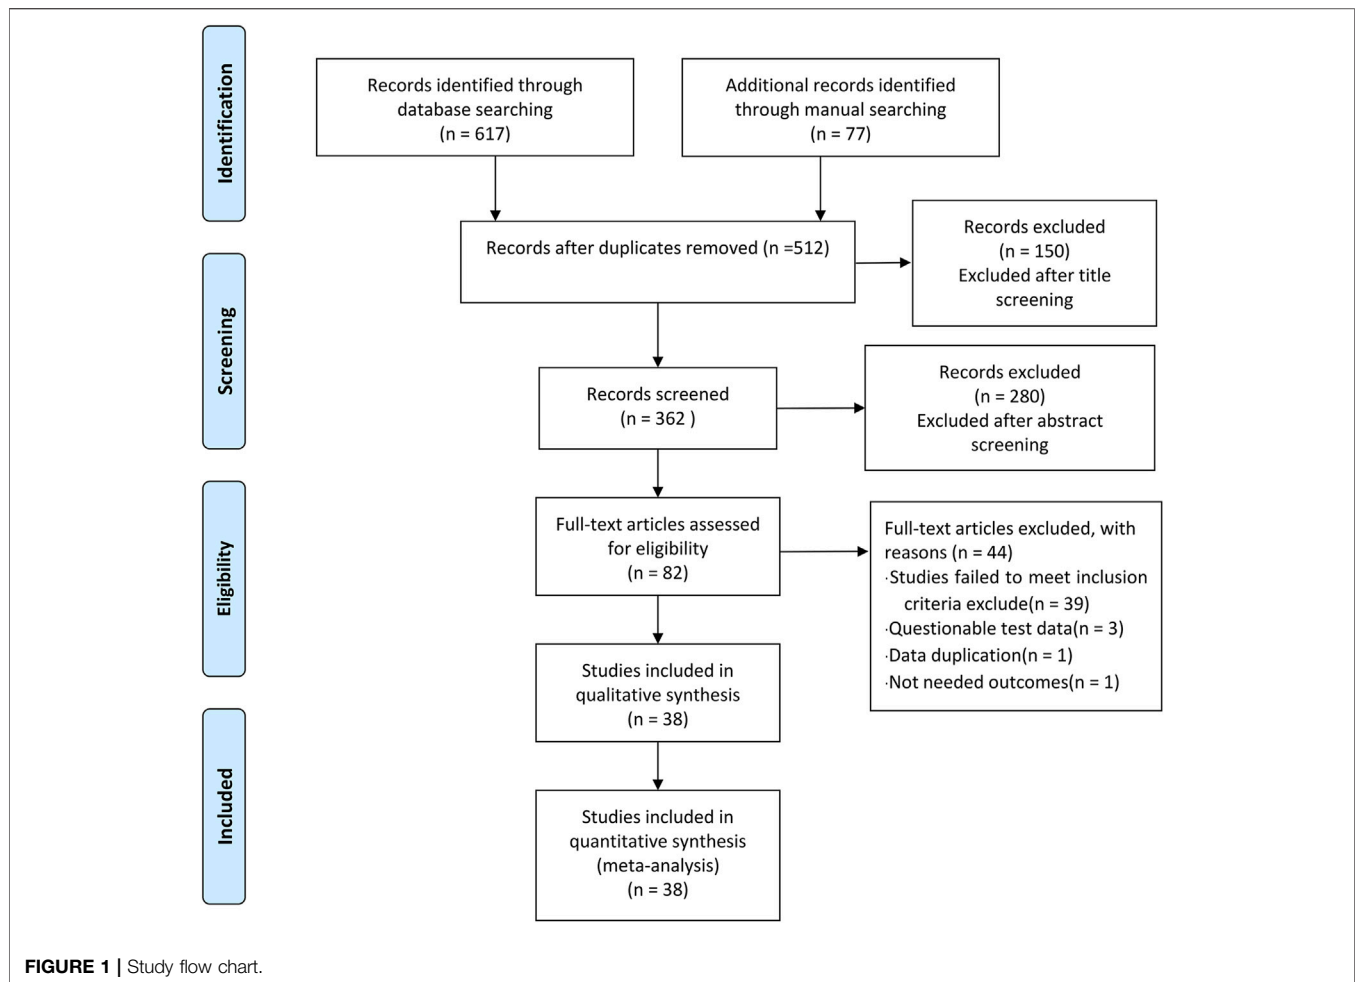 Identification
Records identified through
database searching
(n = 617)
Additional records identified
through manual searching
(n = 77)
Records after duplicates removed (n =512)
Records excluded
(n = 150)
Excluded after title
screening
Screening
Records screened
(n = 362 )
Records excluded
(n = 280)
Excluded after abstract
screening
Eligibility
Full-text articles assessed
for eligibility
(n = 82)
Full-text articles excluded, with
reasons (n = 44)
·Studies failed to meet inclusion
criteria exclude(n = 39)
·Questionable test data(n = 3)
·Data duplication(n = 1)
·Not needed outcomes(n = 1)
Studies included in
qualitative synthesis
(n = 38)
Included
Studies included in
quantitative synthesis
(meta-analysis)
(n = 38)
FIGURE 1 | Study flow chart.